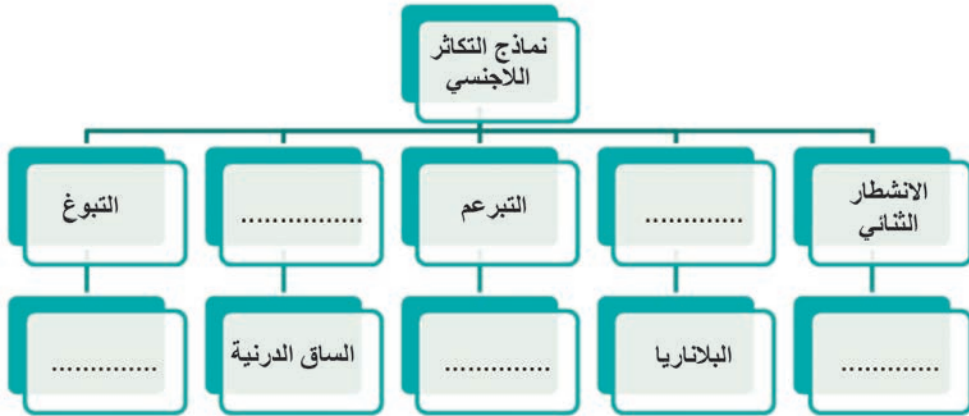 نماذج التكاثر
اللاجنسي
الانشطار
الثنائي
.............
التبرعم
................
التبوغ
.............
البلاناريا
.............
الساق الدرنية
.............